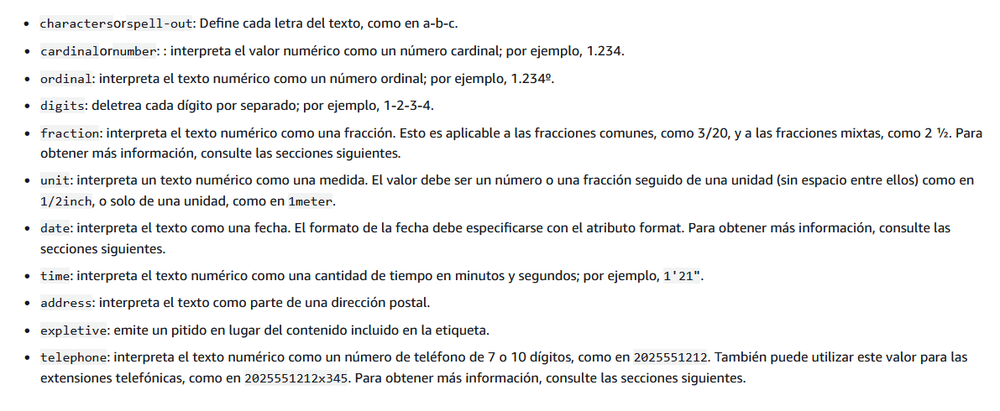 • charactersorspell-out: Define cada letra del texto, como en a-b-c.
• cardinalornumber: : interpreta el valor numérico como un número cardinal; por ejemplo, 1.234.
• ordinal: interpreta el texto numérico como un número ordinal; por ejemplo, 1.234º.
• digits: deletrea cada dígito por separado; por ejemplo, 1-2-3-4.
• fraction: interpreta el texto numérico como una fracción. Esto es aplicable a las fracciones comunes, como 3/20, y a las fracciones mixtas, como 2 ½. Para
obtener más información, consulte las secciones siguientes.
• unit: interpreta un texto numérico como una medida. El valor debe ser un número o una fracción seguido de una unidad (sin espacio entre ellos) como en
1/2inch, o solo de una unidad, como en 1meter.
• date: interpreta el texto como una fecha. El formato de la fecha debe especificarse con el atributo format. Para obtener más información, consulte las
secciones siguientes.
• time: interpreta el texto numérico como una cantidad de tiempo en minutos y segundos; por ejemplo, 1'21".
• address: interpreta el texto como parte de una dirección postal.
• expletive: emite un pitido en lugar del contenido incluido en la etiqueta.
• telephone: interpreta el texto numérico como un número de teléfono de 7 o 10 dígitos, como en 2025551212. También puede utilizar este valor para las
extensiones telefónicas, como en 2025551212x345. Para obtener más información, consulte las secciones siguientes.